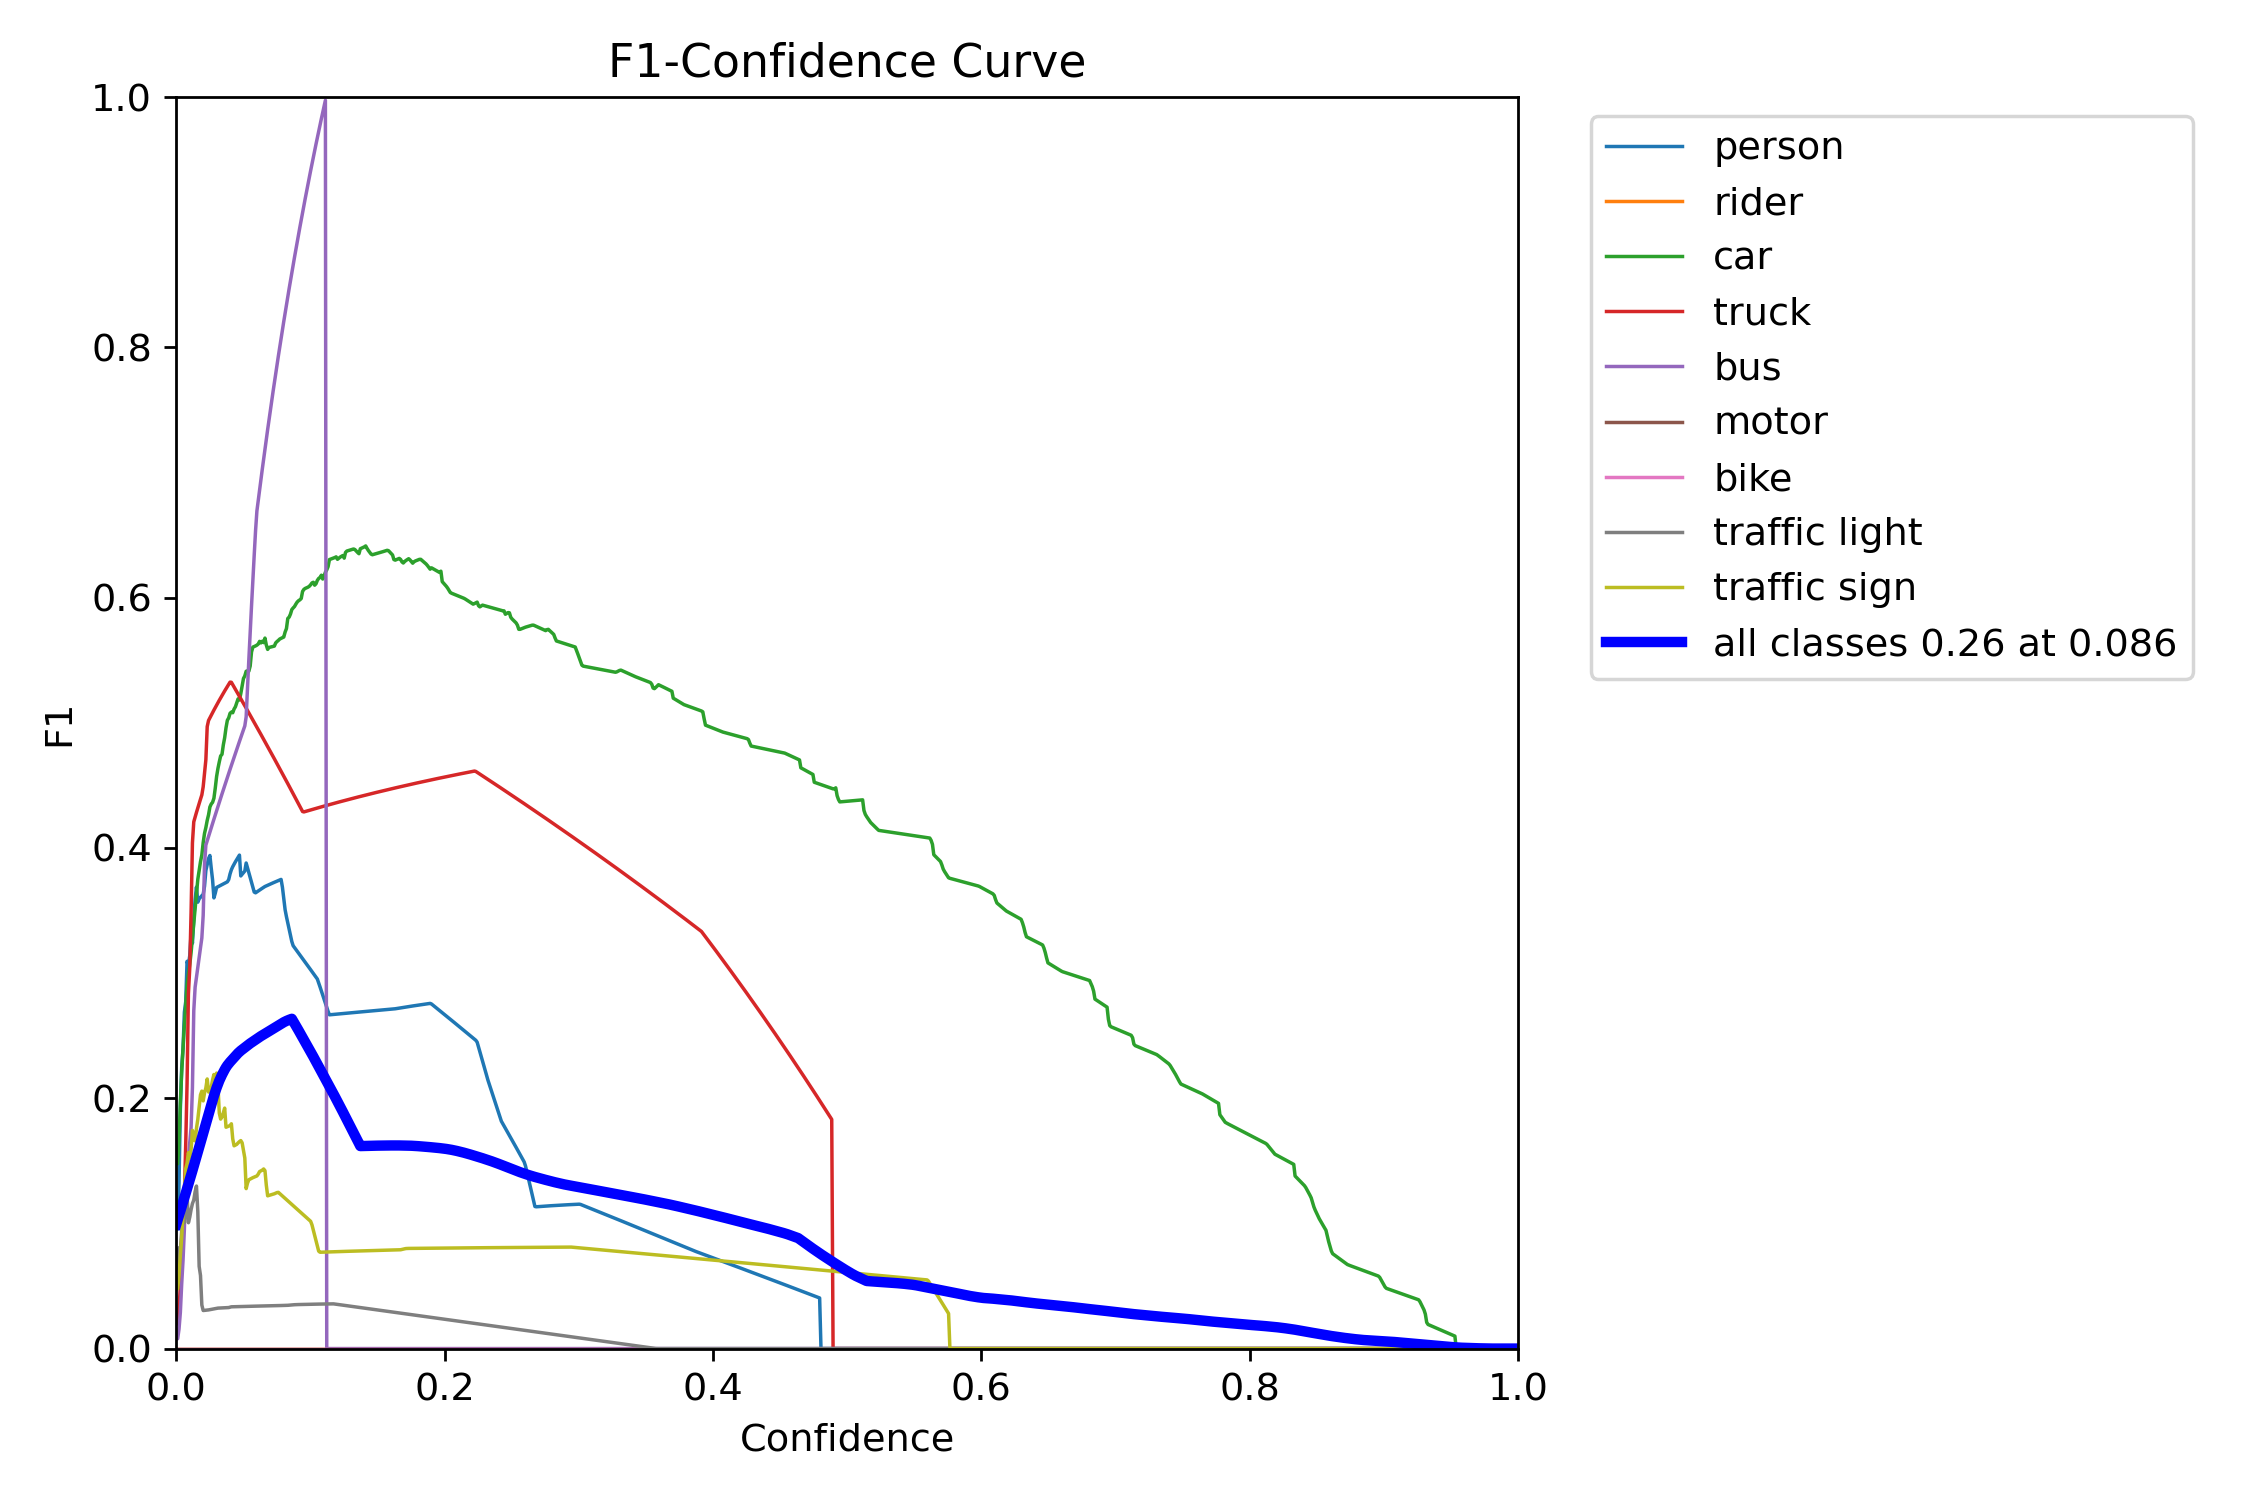 F1-Confidence Curve
1.0
0.8
0.6
0.4
0.2
0.0
F1
0.0 0.2 0.4 0.6 0.8 1.0
Confidence
person
rider
car
truck
bus
motor
bike
traffic light
traffic sign
all classes 0.26 at 0.086